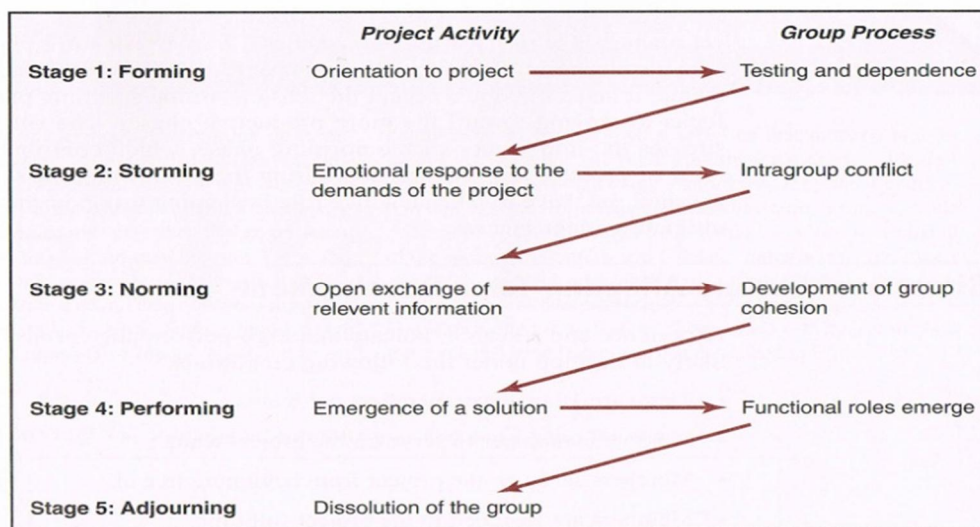 Project Activity Group Process
Stage 1: Forming Orientation to project Testing and dependence
Stage 2: Storming Emotional response to the Intragroup conflict
demands of the project
Stage 3: Norming Open exchange of Development of group
relevent information cohesion
Stage 4: Performing Emergence of a solution Functional roles emerge
Stage 5: Adjourning Dissolution of the group